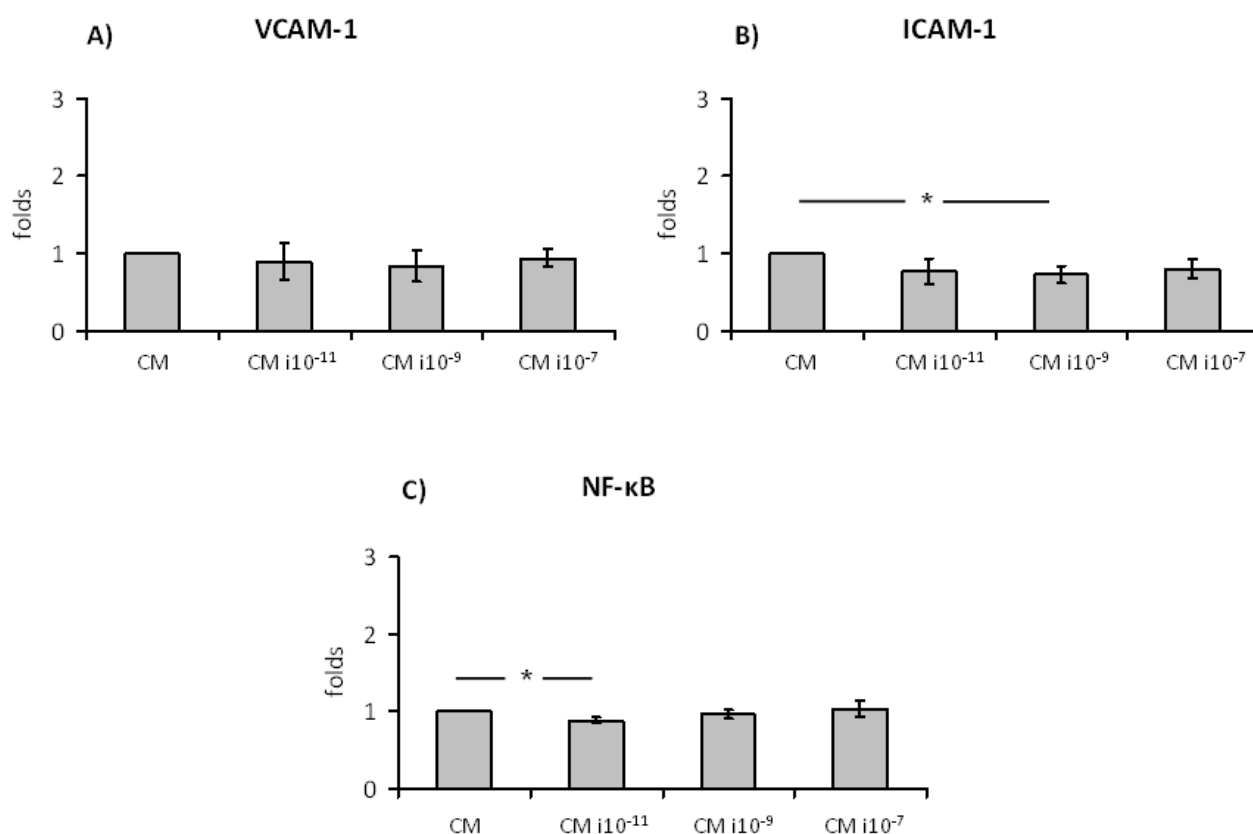 A) VCAM-1
3
2
1
0
folds
CM CM i10⁻¹¹ CM i10⁻⁹ CM i10⁻⁷
B) ICAM-1
3
2
1
0
folds
*
CM CM i10⁻¹¹ CM i10⁻⁹ CM i10⁻⁷
C) NF-κB
3
2
1
0
folds
*
CM CM i10⁻¹¹ CM i10⁻⁹ CM i10⁻⁷